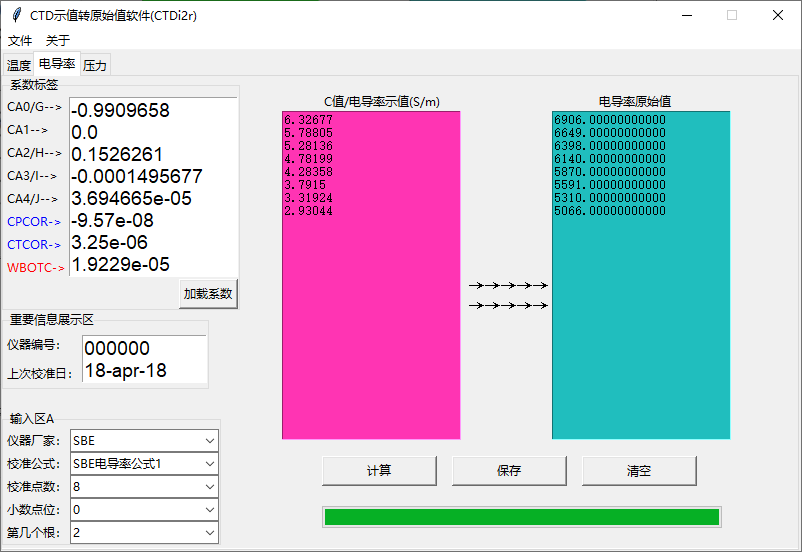 CTD示值转原始值软件(CTDi2r)
文件 关于
温度 电导率 压力
系数标签
CA0/G--> -0.9909658
CA1--> 0.0
CA2/H--> 0.1526261
CA3/I--> -0.0001495677
CA4/J--> 3.694665e-05
CPCOR-> -9.57e-08
CTCOR-> 3.25e-06
WBOTC-> 1.9229e-05
加载系数
重要信息展示区
仪器编号: 000000
上次校准日: 18-apr-18
输入区A
仪器厂家: SBE
校准公式: SBE电导率公式1
校准点数: 8
小数点位: 0
第几个根: 2
C值/电导率示值(S/m)
6.32677
5.78805
5.28136
4.78199
4.28358
3.7915
3.31924
2.93044
→→→→→
→→→→→
电导率原始值
6906.00000000000
6649.00000000000
6398.00000000000
6140.00000000000
5870.00000000000
5591.00000000000
5310.00000000000
5066.00000000000
计算 保存 清空